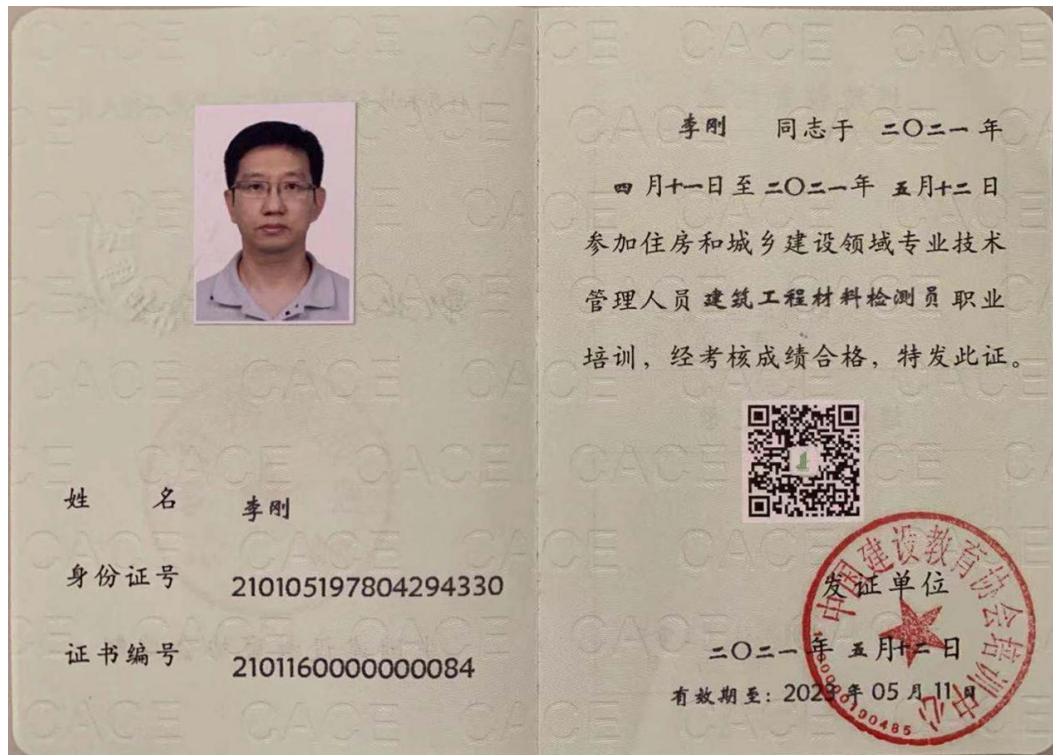 李刚 同志于 二〇二一 年
四 月十一日至 二〇二一年 五月十二日
参加住房和城乡建设领域专业技术
管理人员建筑工程材料检测员职业
培训，经考核成绩合格，特发此证。
姓 名 李刚
身份证号 210105197804294330
证书编号 2101160000000084
中国建设教育协会培训中心
发证单位
二〇二一 年 五月十二日
有效期至：2023年 05 月 11 日
CACE